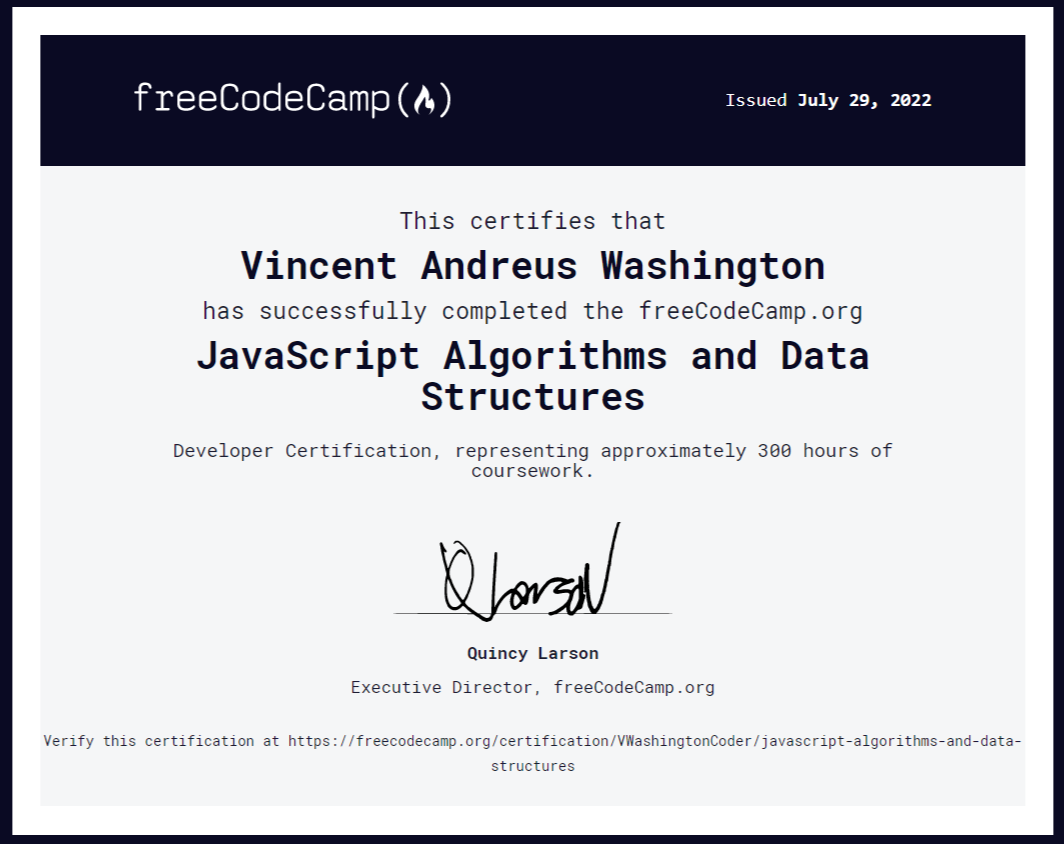 freeCodeCamp(🔥)
Issued July 29, 2022
This certifies that
Vincent Andreus Washington
has successfully completed the freeCodeCamp.org
JavaScript Algorithms and Data
Structures
Developer Certification, representing approximately 300 hours of
coursework.
Q Larson
Quincy Larson
Executive Director, freeCodeCamp.org
Verify this certification at https://freecodecamp.org/certification/VWashingtonCoder/javascript-algorithms-and-data-
structures